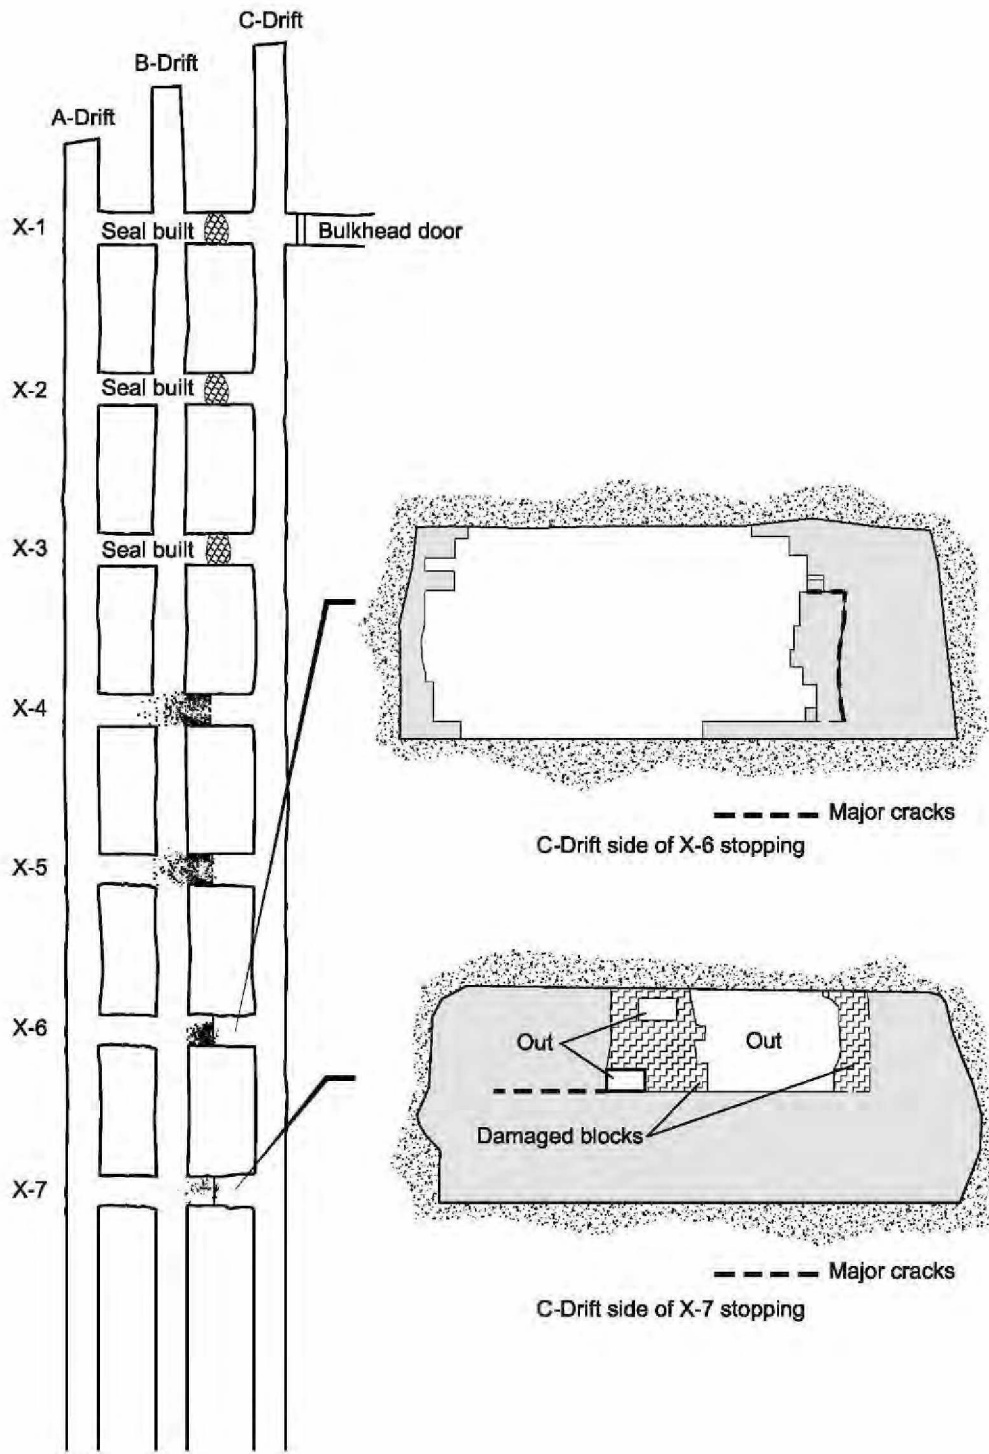 C-Drift
B-Drift
A-Drift
X-1
Seal built
Bulkhead door
X-2
Seal built
X-3
Seal built
X-4
X-5
X-6
X-7
Major cracks
C-Drift side of X-6 stopping
Out
Out
Damaged blocks
Major cracks
C-Drift side of X-7 stopping